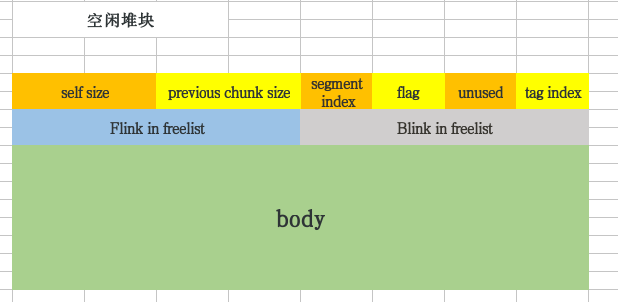 空闲堆块
self size
previous chunk size
segment
index
flag
unused
tag index
Flink in freelist
Blink in freelist
body